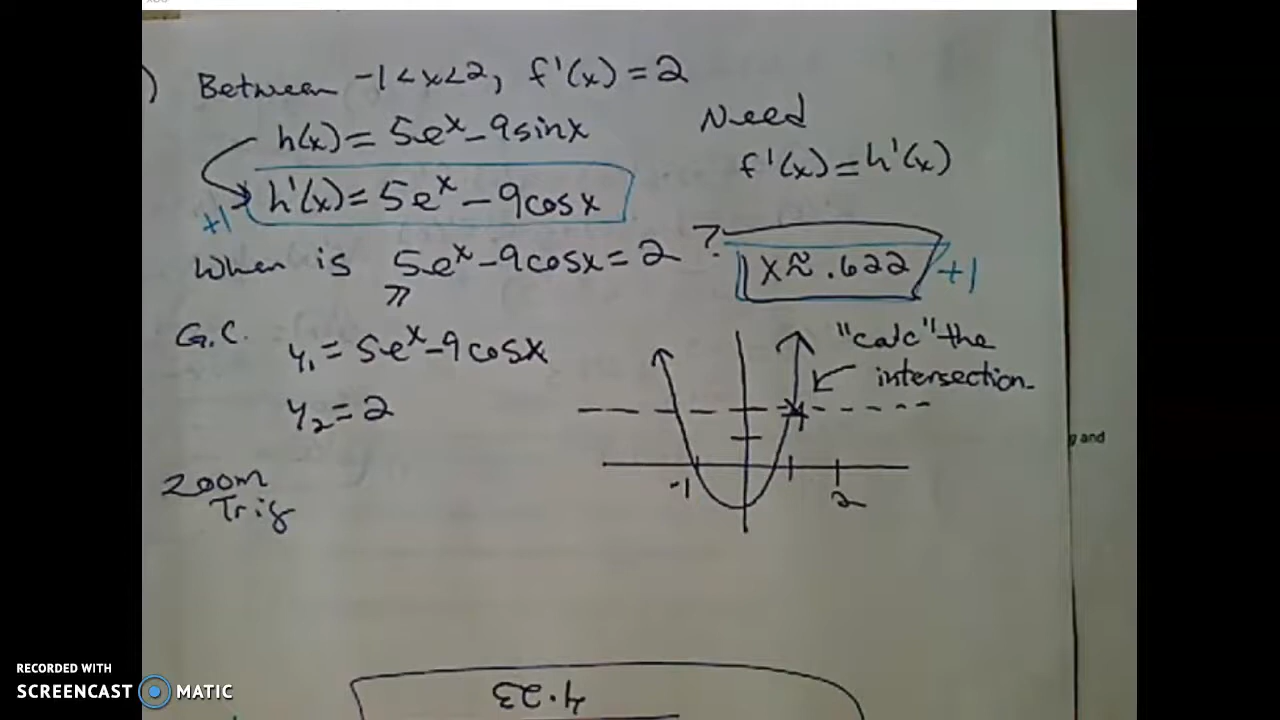 ) Between -1<x<2, f'(x)=2
h(x)=5e^x-9sinx
Need
f'(x)=h'(x)
h'(x)=5e^x-9cosx
+1
When is 5e^x-9cosx=2 ?
x≈.622 +1
G.C. y₁=5e^x-9cosx
y₂=2
"calc" the
intersection.
-1
2
Zoom
Trig
g and
4.23
RECORDED WITH
SCREENCAST MATIC